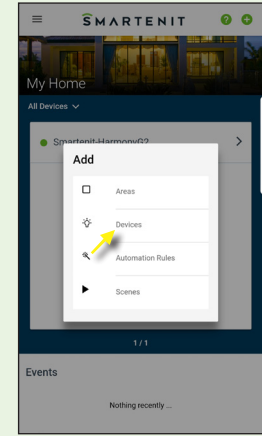 SMARTENIT
My Home
All Devices
Smartenit-HarmonyG2
Add
Areas
Devices
Automation Rules
Scenes
1 / 1
Events
Nothing recently ...